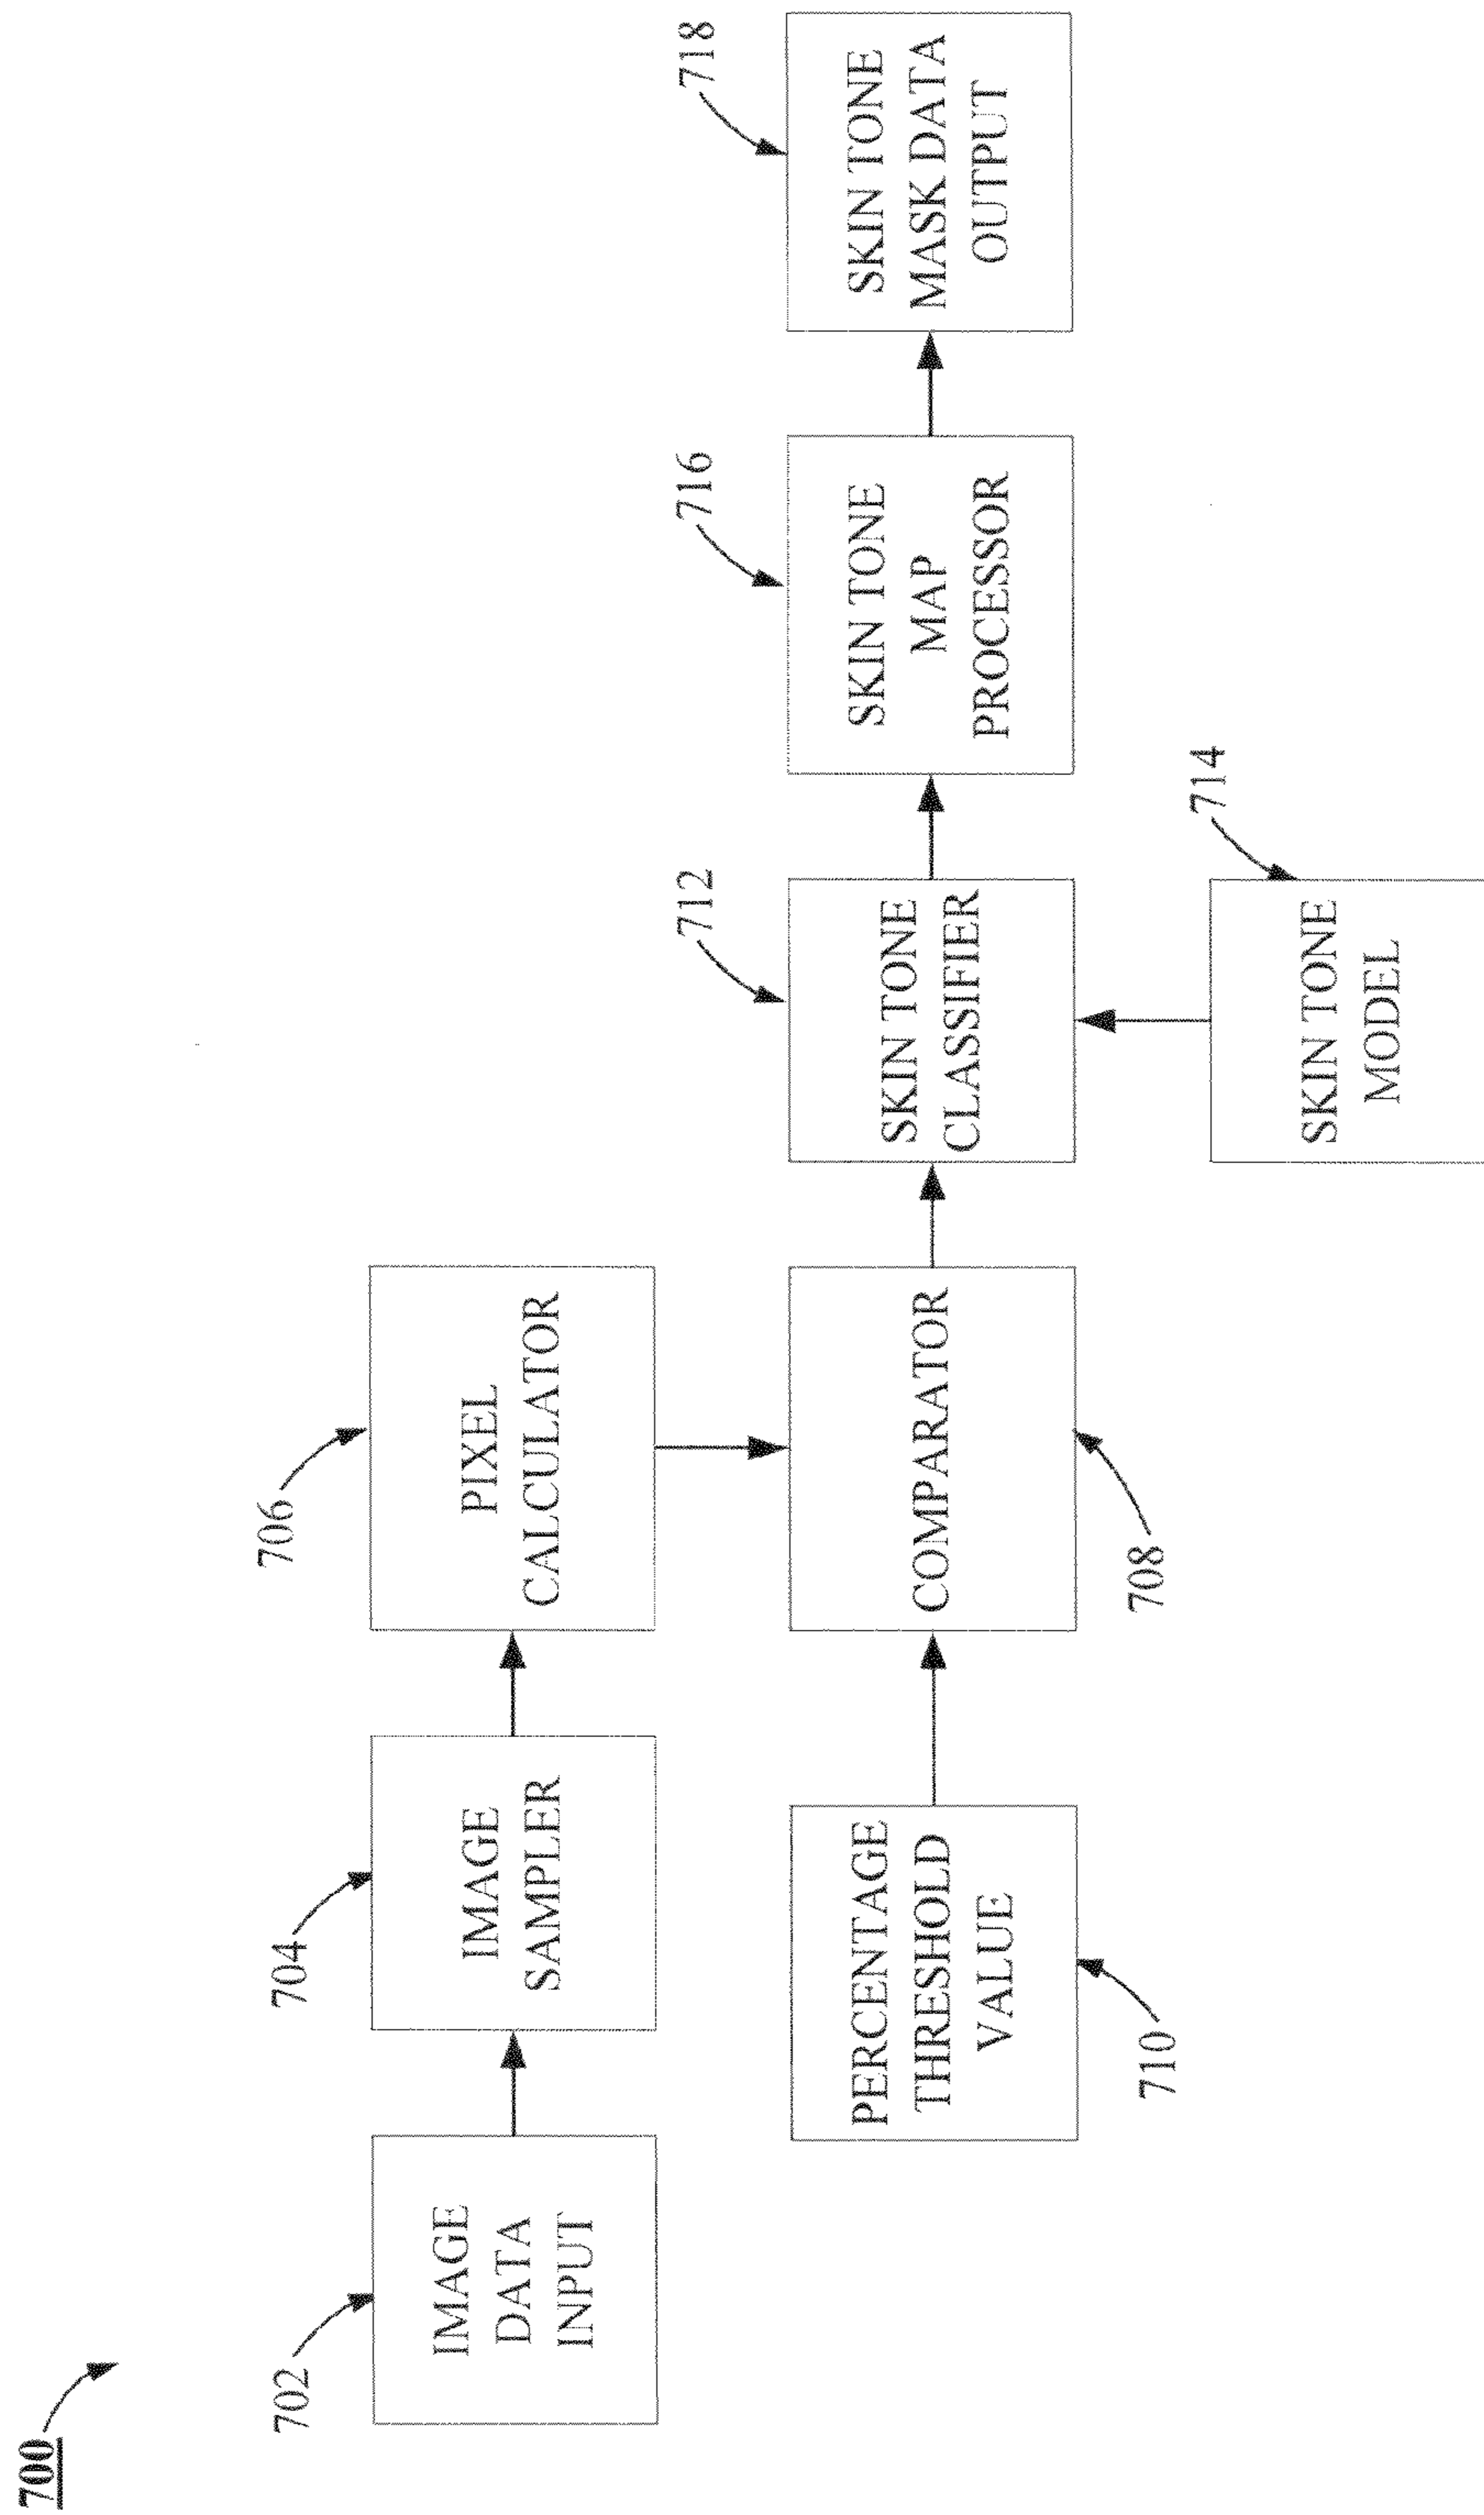 700
702
IMAGE
DATA
INPUT
704
IMAGE
SAMPLER
706
PIXEL
CALCULATOR
710
PERCENTAGE
THRESHOLD
VALUE
708
COMPARATOR
712
SKIN TONE
CLASSIFIER
714
SKIN TONE
MODEL
716
SKIN TONE
MAP
PROCESSOR
718
SKIN TONE
MASK DATA
OUTPUT